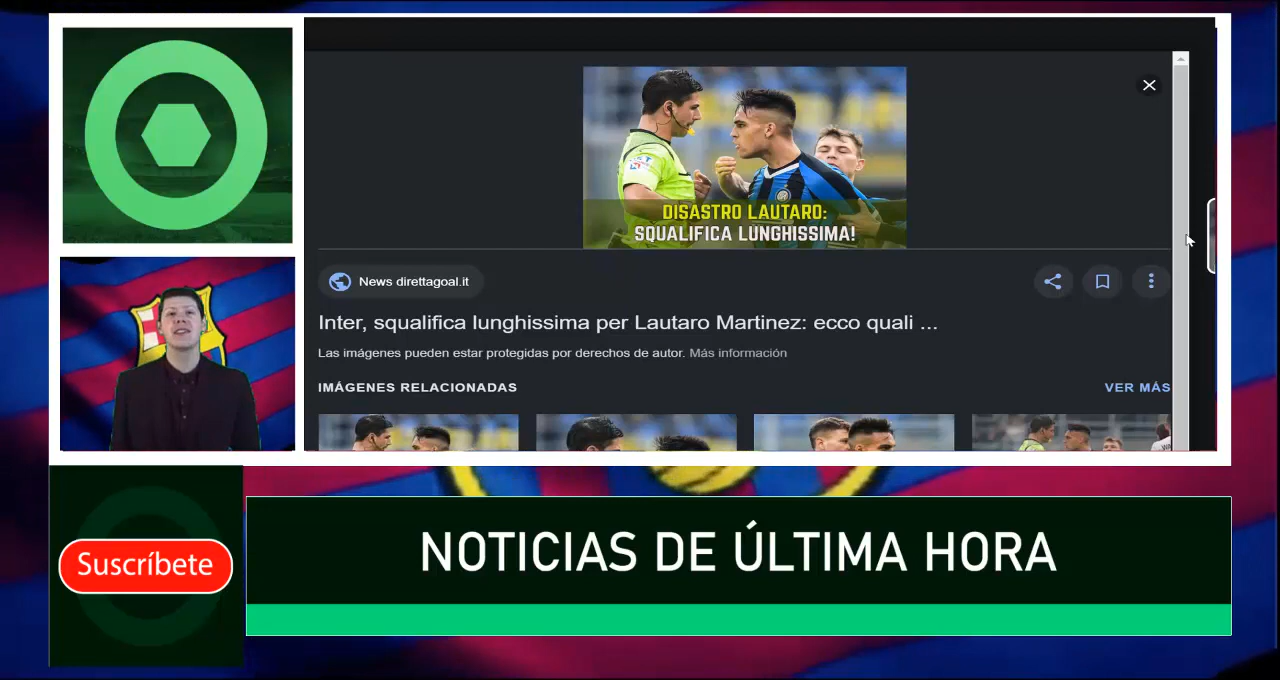 DISASTRO LAUTARO:
SQUALIFICA LUNGHISSIMA!
News direttagoal.it
Inter, squalifica lunghissima per Lautaro Martinez: ecco quali ...
Las imágenes pueden estar protegidas por derechos de autor. Más información
IMÁGENES RELACIONADAS
VER MÁS
Suscríbete
NOTICIAS DE ÚLTIMA HORA